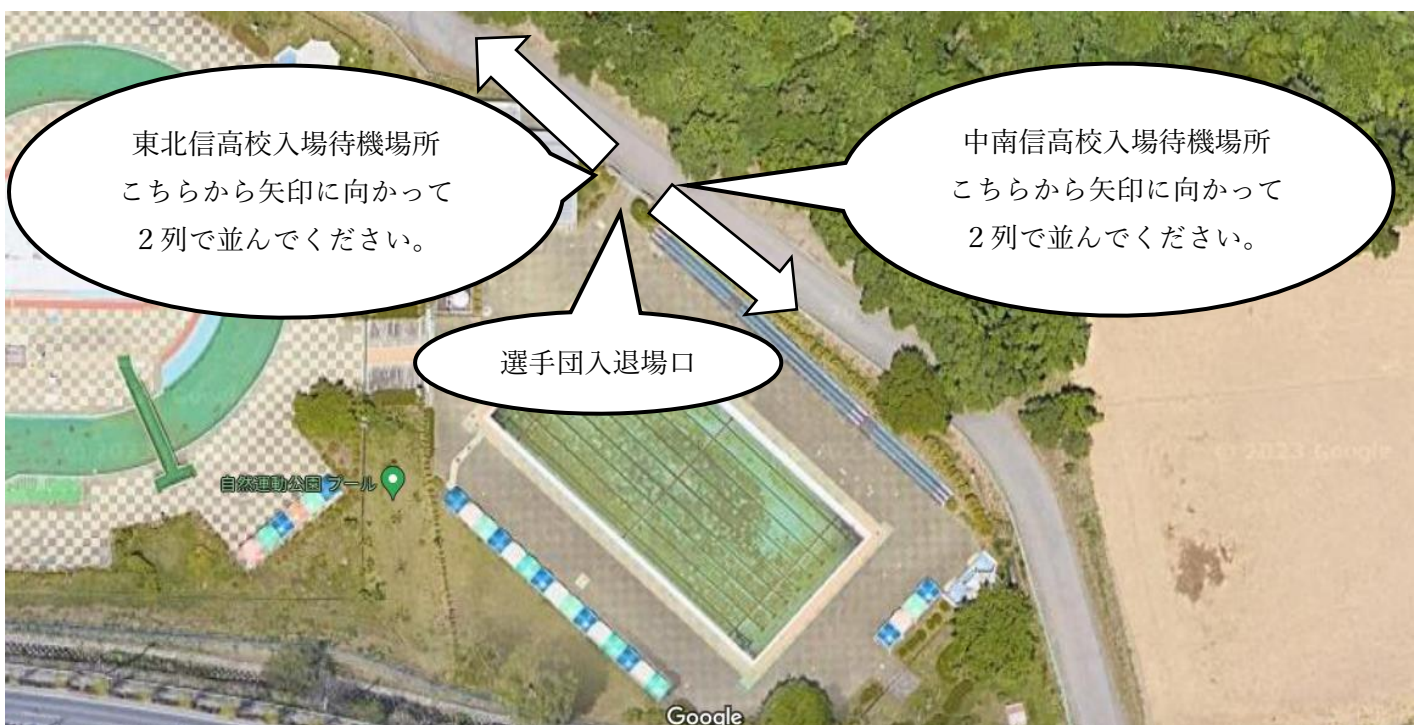 東北信高校入場待機場所
こちらから矢印に向かって
２列で並んでください。
中南信高校入場待機場所
こちらから矢印に向かって
２列で並んでください。
選手団入退場口
自然運動公園 プール
© 2023 Google
Google